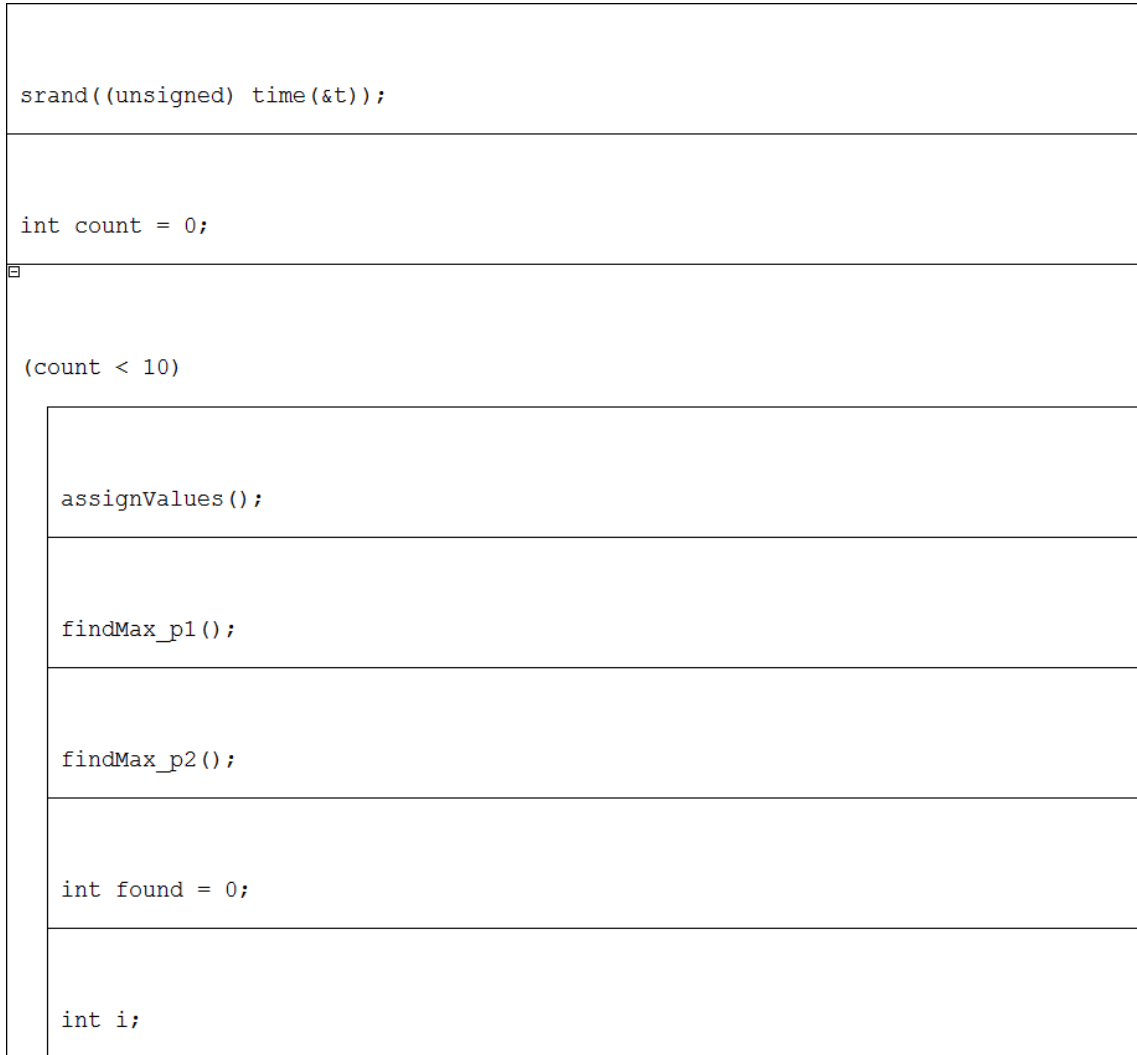 srand((unsigned) time(&t));
int count = 0;
(count < 10)
assignValues();
findMax_p1();
findMax_p2();
int found = 0;
int i;